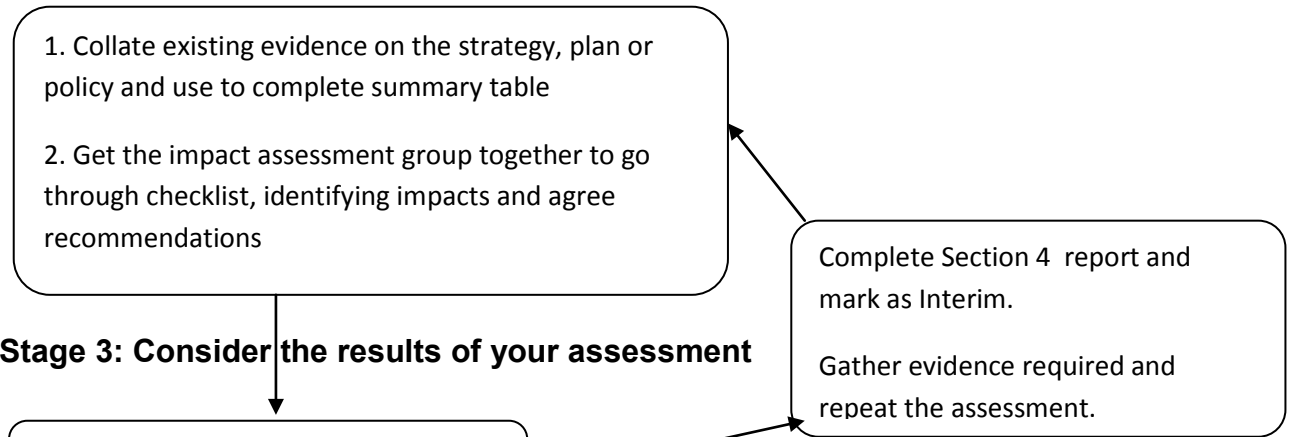 1. Collate existing evidence on the strategy, plan or
policy and use to complete summary table
2. Get the impact assessment group together to go
through checklist, identifying impacts and agree
recommendations
Complete Section 4 report and
mark as Interim.
Gather evidence required and
repeat the assessment.
Stage 3: Consider the results of your assessment